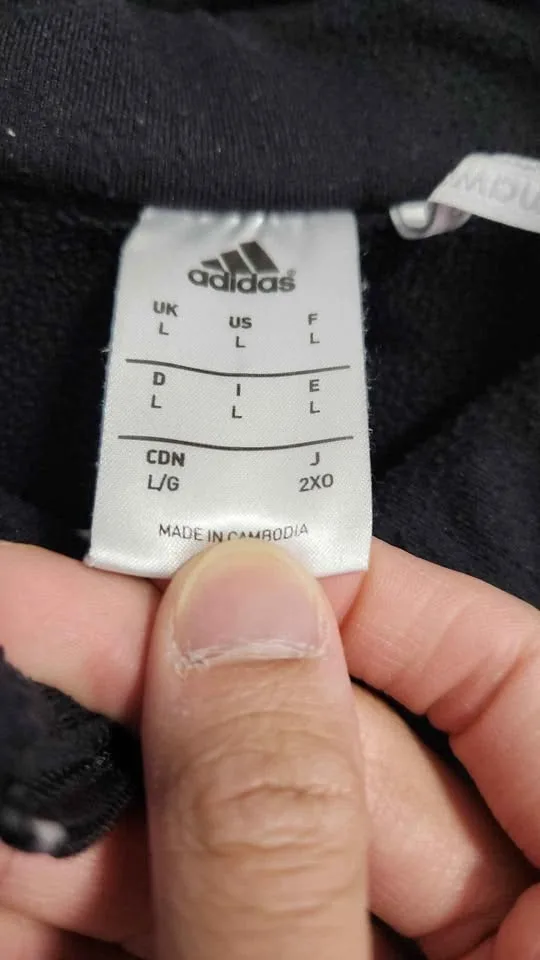 adidas
UK US F
L L L
D I E
L L L
CDN J
L/G 2XO
MADE IN CAMBODIA